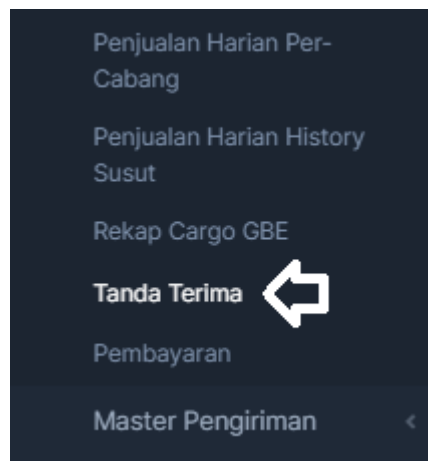 Penjualan Harian Per-
Cabang
Penjualan Harian History
Susut
Rekap Cargo GBE
Tanda Terima
Pembayaran
Master Pengiriman